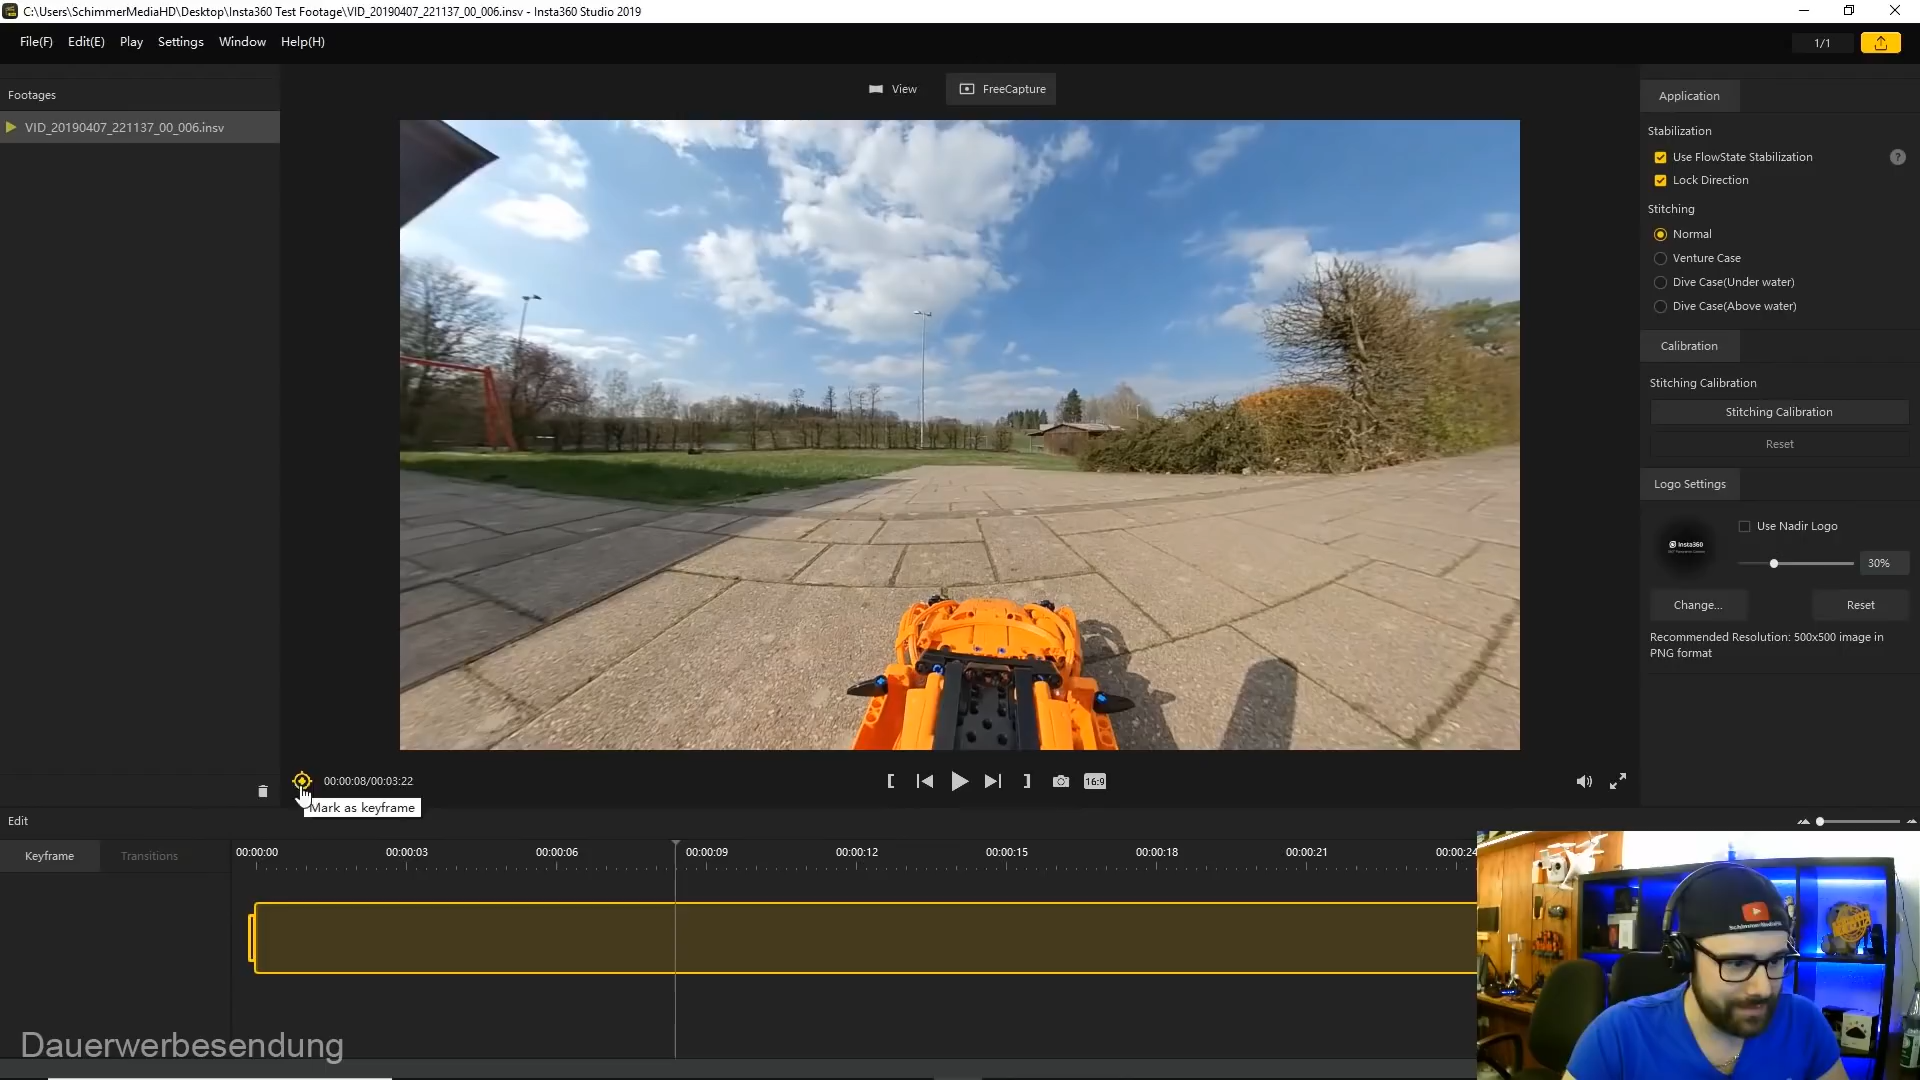 C:\Users\SchimmerMediaHD\Desktop\Insta360 Test Footage\VID_20190407_221137_00_006.insv - Insta360 Studio 2019
File(F) Edit(E) Play Settings Window Help(H)
1/1
View FreeCapture
Footages
VID_20190407_221137_00_006.insv
Application
Stabilization
Use FlowState Stabilization ?
Lock Direction
Stitching
Normal
Venture Case
Dive Case(Under water)
Dive Case(Above water)
Calibration
Stitching Calibration
Stitching Calibration
Reset
Logo Settings
Insta360
Use Nadir Logo
30%
Change... Reset
Recommended Resolution: 500x500 image in
PNG format
00:00:08/00:03:22
16:9
Mark as keyframe
Edit
Keyframe Transitions
00:00:00 00:00:03 00:00:06 00:00:09 00:00:12 00:00:15 00:00:18 00:00:21 00:00:24
Dauerwerbesendung